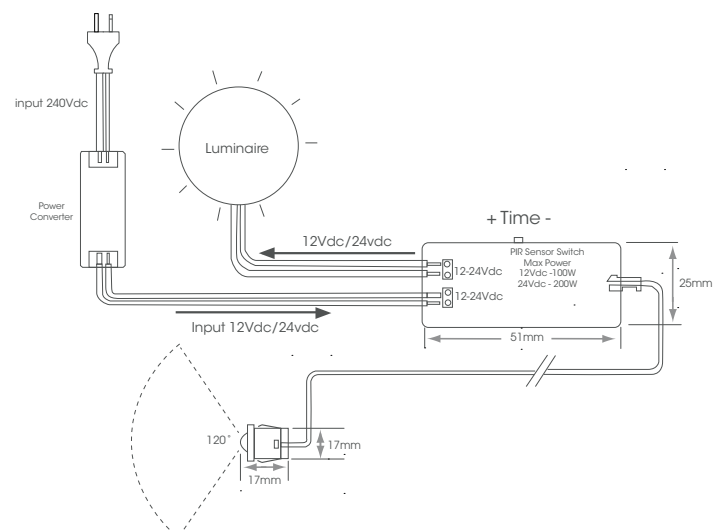 input 240Vdc
Luminaire
Power
Converter
+ Time -
12Vdc/24vdc
PIR Sensor Switch
Max Power
12Vdc -100W
24Vdc - 200W
12-24Vdc
12-24Vdc
25mm
Input 12Vdc/24vdc
51mm
120°
17mm
17mm